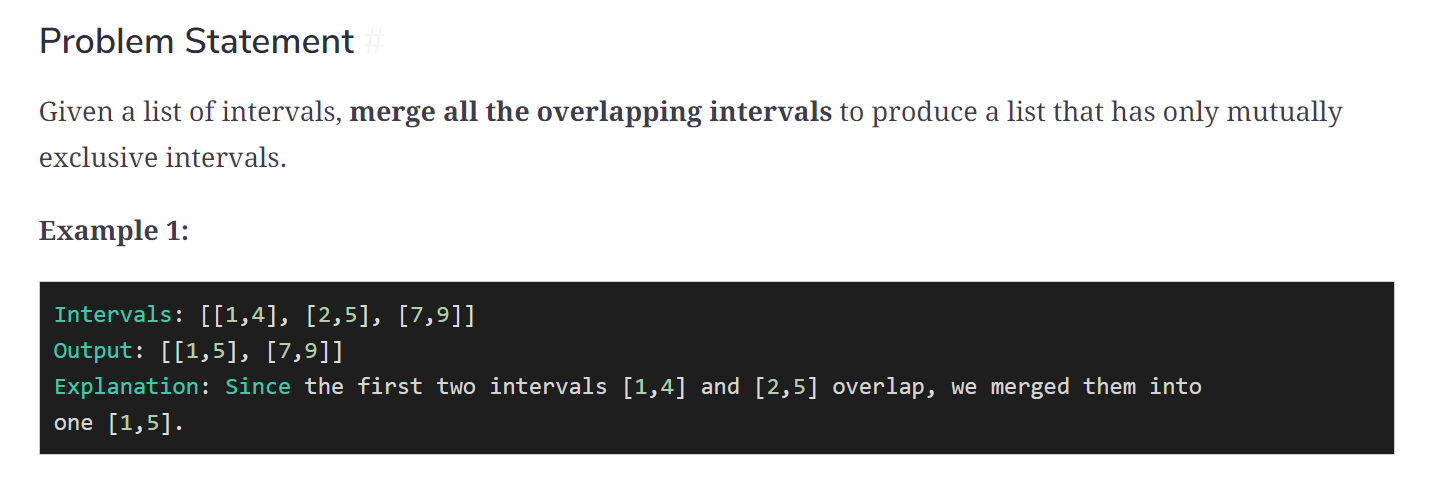 Problem Statement #
Given a list of intervals, merge all the overlapping intervals to produce a list that has only mutually
exclusive intervals.
Example 1:
Intervals: [[1,4], [2,5], [7,9]]
Output: [[1,5], [7,9]]
Explanation: Since the first two intervals [1,4] and [2,5] overlap, we merged them into
one [1,5].